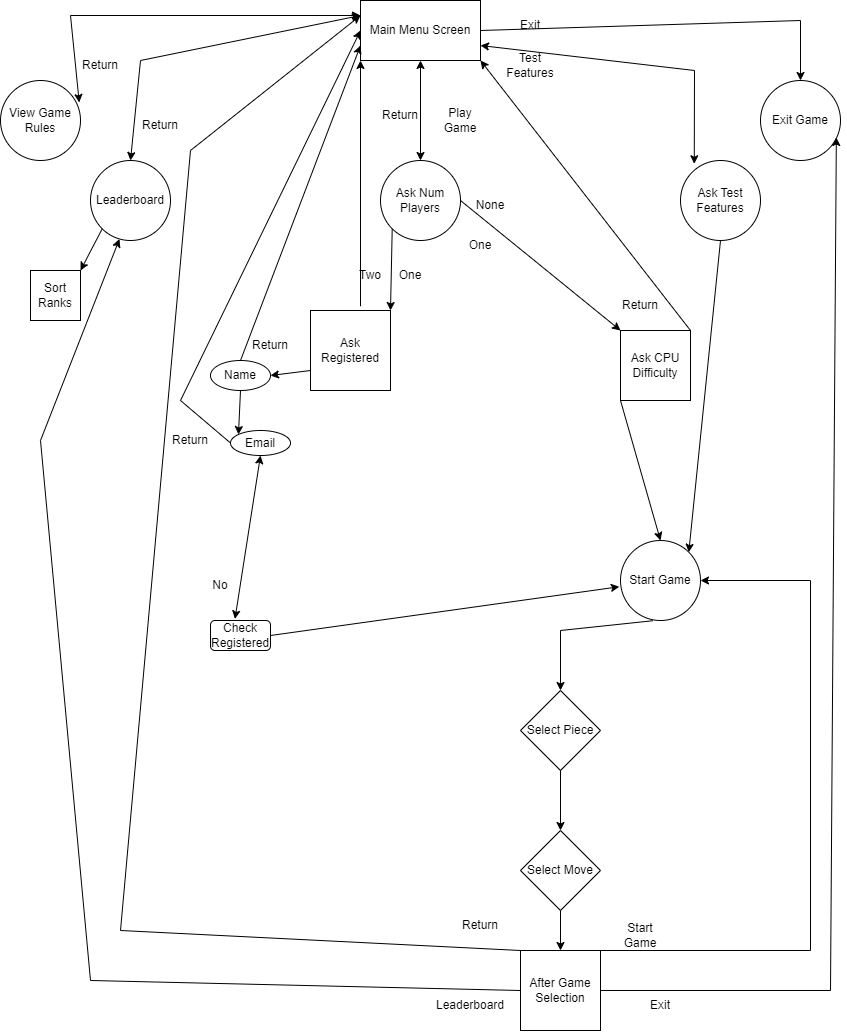 Main Menu Screen
Exit
Test
Features
Return
View Game
Rules
Return
Return
Play
Game
Exit Game
Leaderboard
Ask Num
Players
None
Ask Test
Features
One
Sort
Ranks
Two
One
Return
Return
Ask
Registered
Ask CPU
Difficulty
Name
Return
Email
No
Start Game
Check
Registered
Select Piece
Select Move
Return
Start
Game
After Game
Selection
Leaderboard
Exit